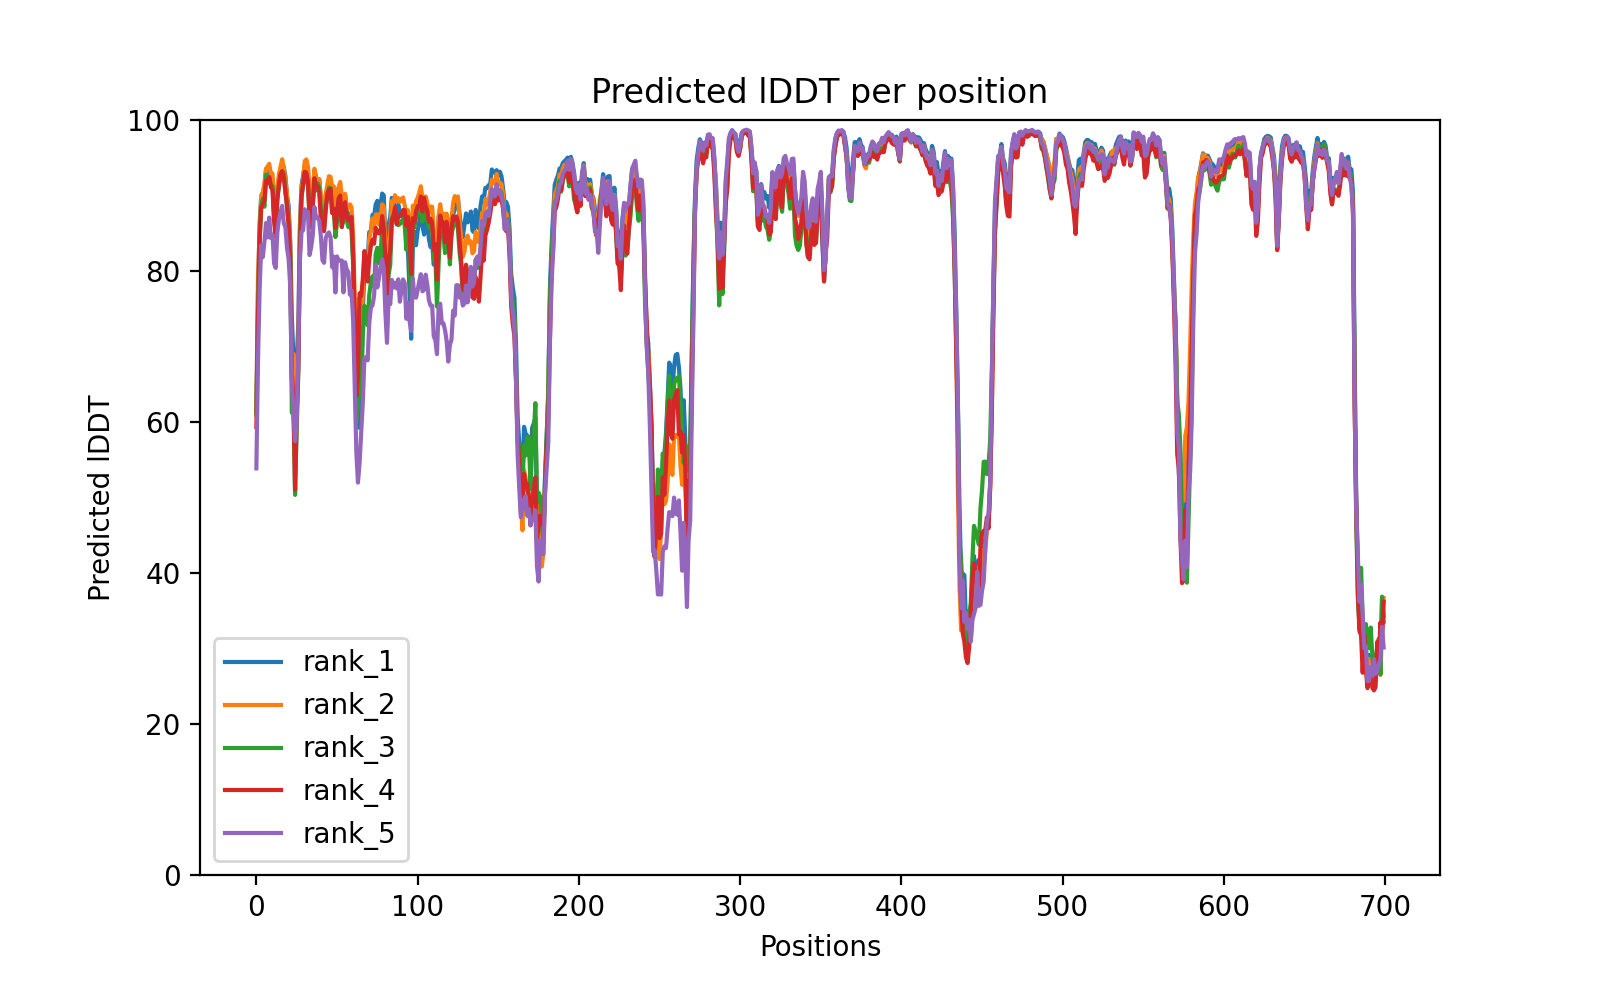 Predicted lDDT per position
Predicted lDDT
100
80
60
40
20
0
rank_1
rank_2
rank_3
rank_4
rank_5
0 100 200 300 400 500 600 700
Positions